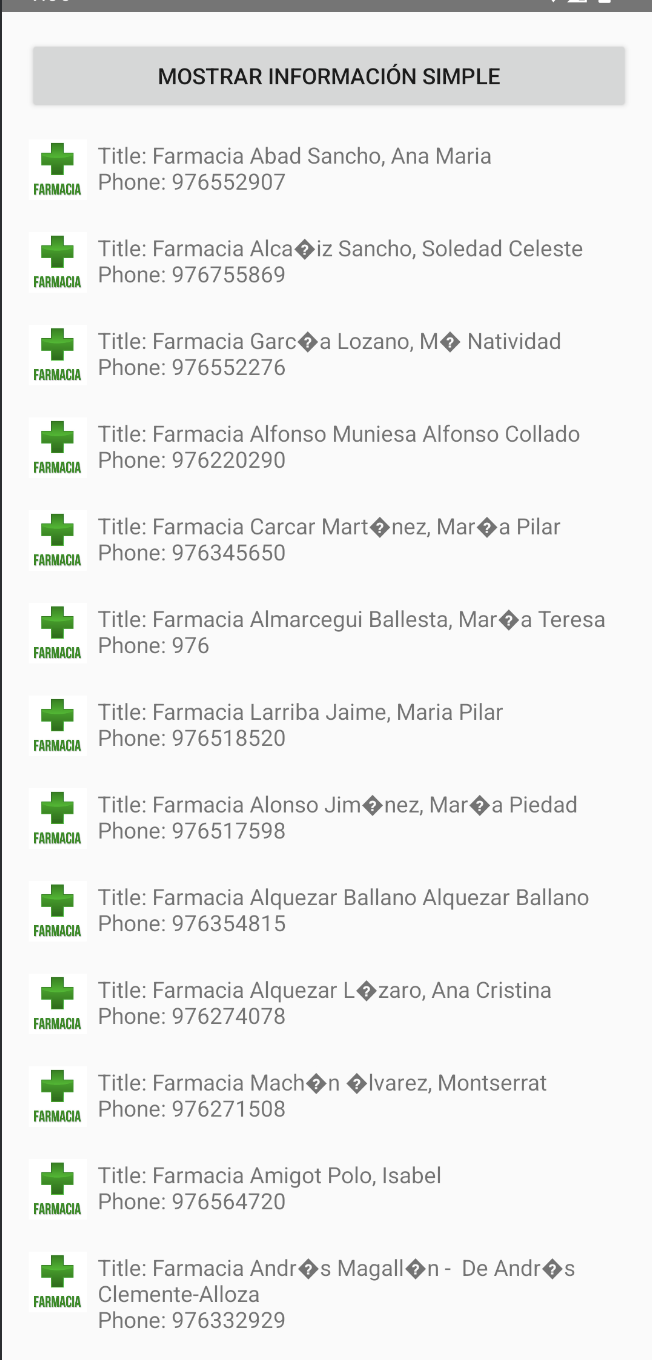 MOSTRAR INFORMACIÓN SIMPLE
Title: Farmacia Abad Sancho, Ana Maria
FARMACIA
Phone: 976552907
Title: Farmacia Alca�iz Sancho, Soledad Celeste
FARMACIA
Phone: 976755869
Title: Farmacia Garc�a Lozano, M� Natividad
FARMACIA
Phone: 976552276
Title: Farmacia Alfonso Muniesa Alfonso Collado
FARMACIA
Phone: 976220290
Title: Farmacia Carcar Mart�nez, Mar�a Pilar
FARMACIA
Phone: 976345650
Title: Farmacia Almarcegui Ballesta, Mar�a Teresa
FARMACIA
Phone: 976
Title: Farmacia Larriba Jaime, Maria Pilar
FARMACIA
Phone: 976518520
Title: Farmacia Alonso Jim�nez, Mar�a Piedad
FARMACIA
Phone: 976517598
Title: Farmacia Alquezar Ballano Alquezar Ballano
FARMACIA
Phone: 976354815
Title: Farmacia Alquezar L�zaro, Ana Cristina
FARMACIA
Phone: 976274078
Title: Farmacia Mach�n �lvarez, Montserrat
FARMACIA
Phone: 976271508
Title: Farmacia Amigot Polo, Isabel
FARMACIA
Phone: 976564720
Title: Farmacia Andr�s Magall�n - De Andr�s
Clemente-Alloza
FARMACIA
Phone: 976332929